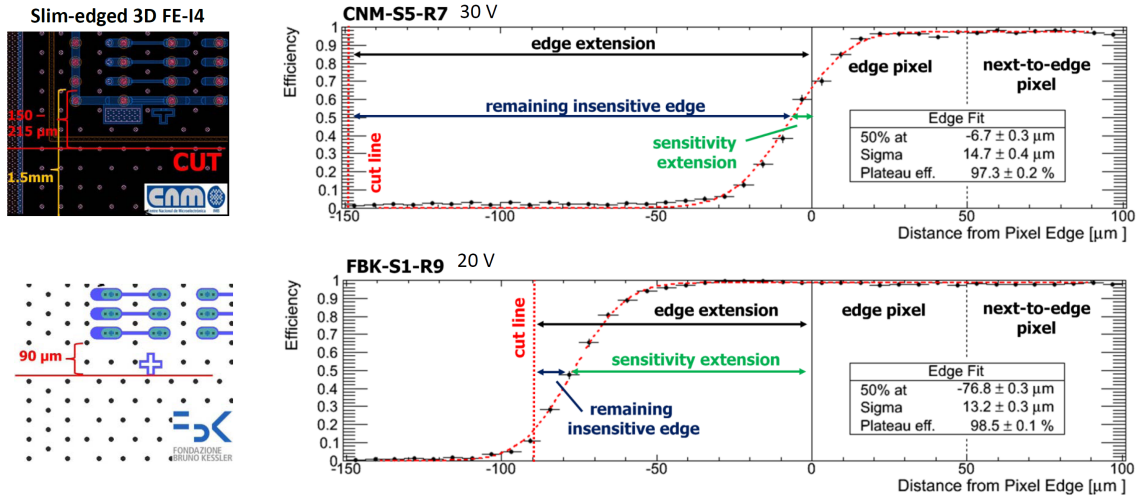 Slim-edged 3D FE-I4
150 –
215 µm
CUT
1.5mm
CNM
CNM-S5-R7 30 V
Efficiency
1
0.9
0.8
0.7
0.6
0.5
0.4
0.3
0.2
0.1
0
edge extension
remaining insensitive edge
sensitivity
extension
cut line
edge pixel
next-to-edge
pixel
Edge Fit
50% at -6.7 ± 0.3 µm
Sigma 14.7 ± 0.4 µm
Plateau eff. 97.3 ± 0.2 %
-150 -100 -50 0 50 100
Distance from Pixel Edge [µm ]
90 µm
FBK
FONDAZIONE
BRUNO KESSLER
FBK-S1-R9 20 V
Efficiency
1
0.9
0.8
0.7
0.6
0.5
0.4
0.3
0.2
0.1
0
cut line
edge extension
sensitivity extension
remaining
insensitive edge
edge pixel
next-to-edge
pixel
Edge Fit
50% at -76.8 ± 0.3 µm
Sigma 13.2 ± 0.3 µm
Plateau eff. 98.5 ± 0.1 %
-150 -100 -50 0 50 100
Distance from Pixel Edge [µm ]